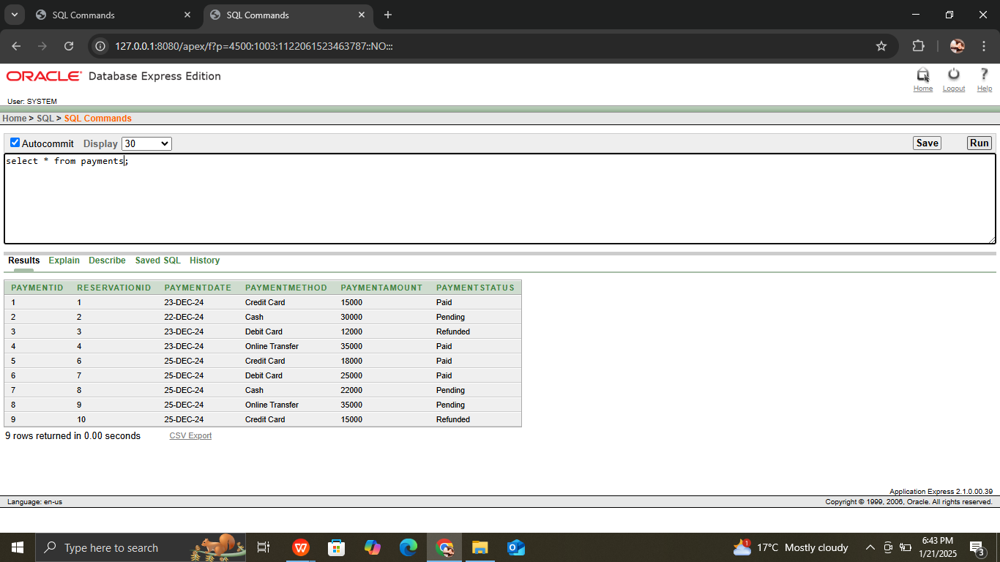 SQL Commands
SQL Commands
127.0.0.1:8080/apex/f?p=4500:1003:1122061523463787::NO:::
ORACLE Database Express Edition
Home Logout Help
User: SYSTEM
Home > SQL > SQL Commands
Autocommit Display 30 Save Run
select * from payments;
Results Explain Describe Saved SQL History
PAYMENTID RESERVATIONID PAYMENTDATE PAYMENTMETHOD PAYMENTAMOUNT PAYMENTSTATUS
1 1 23-DEC-24 Credit Card 15000 Paid
2 2 22-DEC-24 Cash 30000 Pending
3 3 23-DEC-24 Debit Card 12000 Refunded
4 4 23-DEC-24 Online Transfer 35000 Paid
5 6 25-DEC-24 Credit Card 18000 Paid
6 7 25-DEC-24 Debit Card 25000 Paid
7 8 25-DEC-24 Cash 22000 Pending
8 9 25-DEC-24 Online Transfer 35000 Pending
9 10 25-DEC-24 Credit Card 15000 Refunded
9 rows returned in 0.00 seconds CSV Export
Application Express 2.1.0.00.39
Language: en-us Copyright © 1999, 2006, Oracle. All rights reserved.
Type here to search
1
17°C Mostly cloudy
6:43 PM
1/21/2025
3